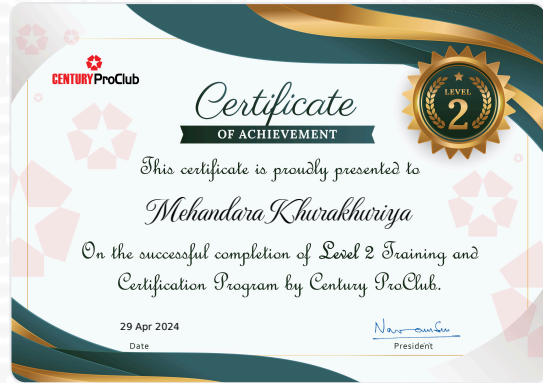 CENTURY ProClub
Certificate
OF ACHIEVEMENT
LEVEL
2
This certificate is proudly presented to
Mehandara Khurakhuriya
On the successful completion of Level 2 Training and
Certification Program by Century ProClub.
29 Apr 2024
Date
President